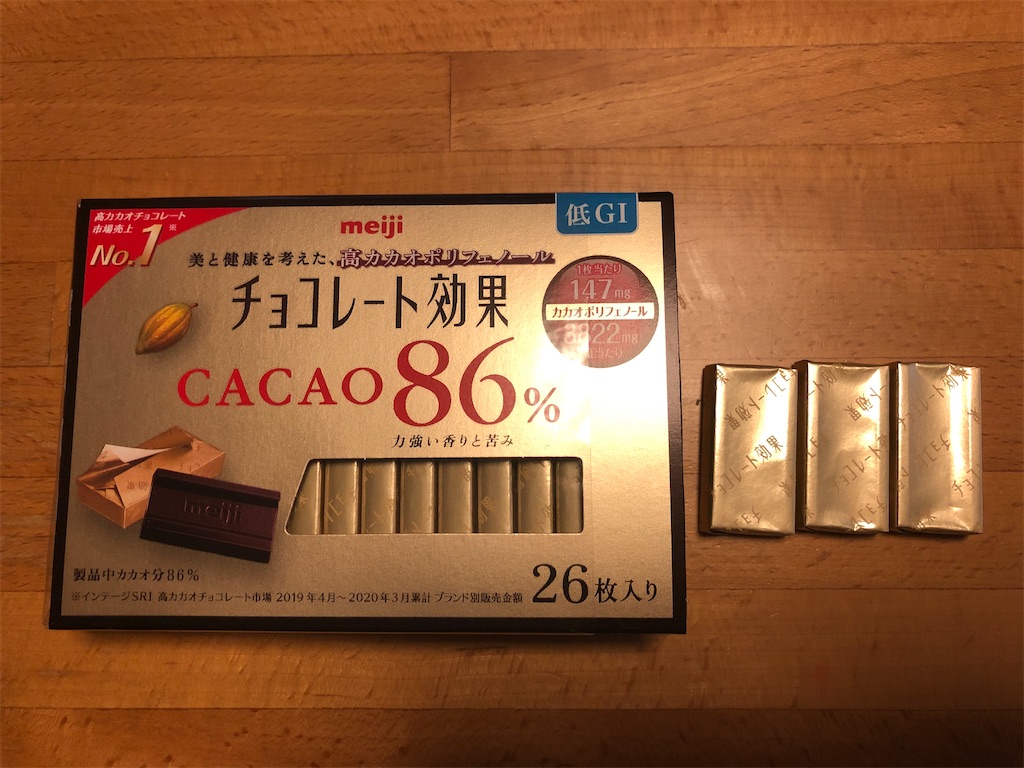 高カカオチョコレート
市場売上
No.1※
meiji
低GI
美と健康を考えた、高カカオポリフェノール
チョコレート効果
1枚当たり
147mg
カカオポリフェノール
3822mg
当たり
CACAO 86%
力強い香りと苦み
meiji
製品中カカオ分86%
※インテージSRI 高カカオチョコレート市場 2019年4月~2020年3月累計 ブランド別販売金額
26枚入り
チョコレート効果
チョコレート効果